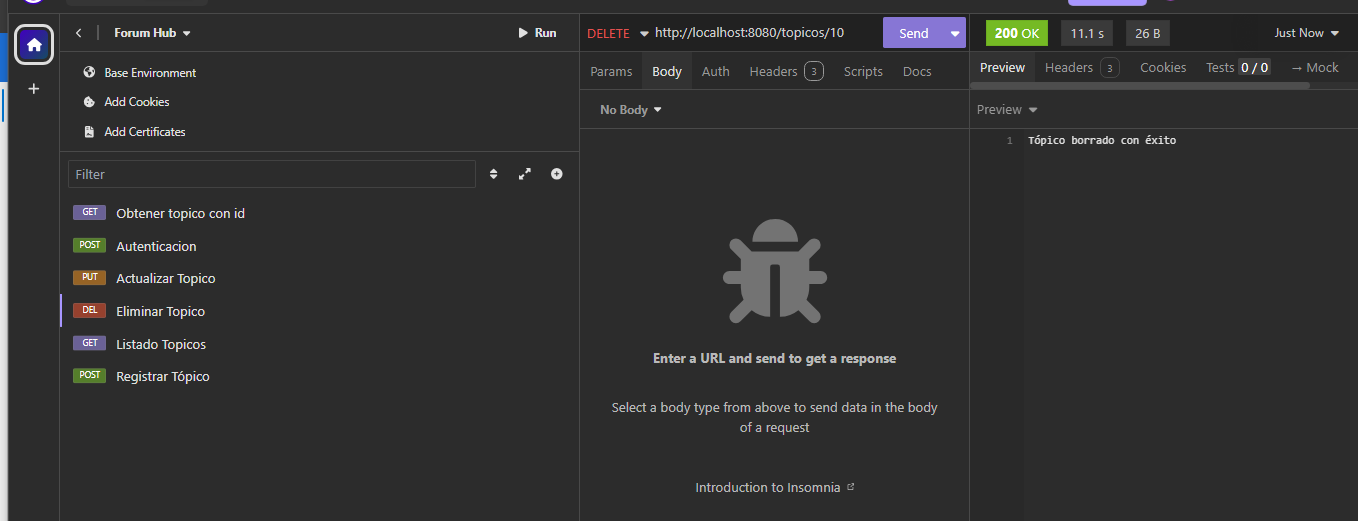 Forum Hub
Run
Base Environment
Add Cookies
Add Certificates
Filter
GET Obtener topico con id
POST Autenticacion
PUT Actualizar Topico
DEL Eliminar Topico
GET Listado Topicos
POST Registrar Tópico
DELETE http://localhost:8080/topicos/10 Send
Params Body Auth Headers 3 Scripts Docs
No Body
Enter a URL and send to get a response
Select a body type from above to send data in the body
of a request
Introduction to Insomnia
200 OK 11.1 s 26 B Just Now
Preview Headers 3 Cookies Tests 0 / 0 → Mock
Preview
1 Tópico borrado con éxito